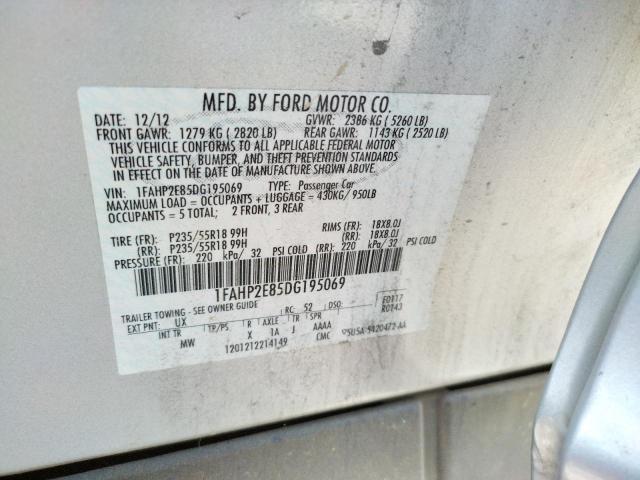 MFD. BY FORD MOTOR CO.
DATE: 12/12 GVWR: 2386 KG ( 5260 LB)
FRONT GAWR: 1279 KG ( 2820 LB) REAR GAWR: 1143 KG ( 2520 LB)
THIS VEHICLE CONFORMS TO ALL APPLICABLE FEDERAL MOTOR
VEHICLE SAFETY, BUMPER, AND THEFT PREVENTION STANDARDS
IN EFFECT ON THE DATE OF MANUFACTURE SHOWN ABOVE.
VIN: 1FAHP2E85DG195069 TYPE: Passenger Car
MAXIMUM LOAD = OCCUPANTS + LUGGAGE = 430KG/ 950LB
OCCUPANTS = 5 TOTAL; 2 FRONT, 3 REAR
TIRE (FR): P235/55R18 99H RIMS (FR): 18X8.0J
(RR): P235/55R18 99H (RR): 18X8.0J
PRESSURE (FR): 220 kPa/ 32 PSI COLD (RR): 220 kPa/ 32 PSI COLD
1FAHP2E85DG195069
TRAILER TOWING - SEE OWNER GUIDE RC: 52 DSO: F0117
EXT PNT: UX TP/PS R AXLE TR SPR R0143
MW X 1A J AAAA
1201212214149 CMC 5U5A-5420472-AA